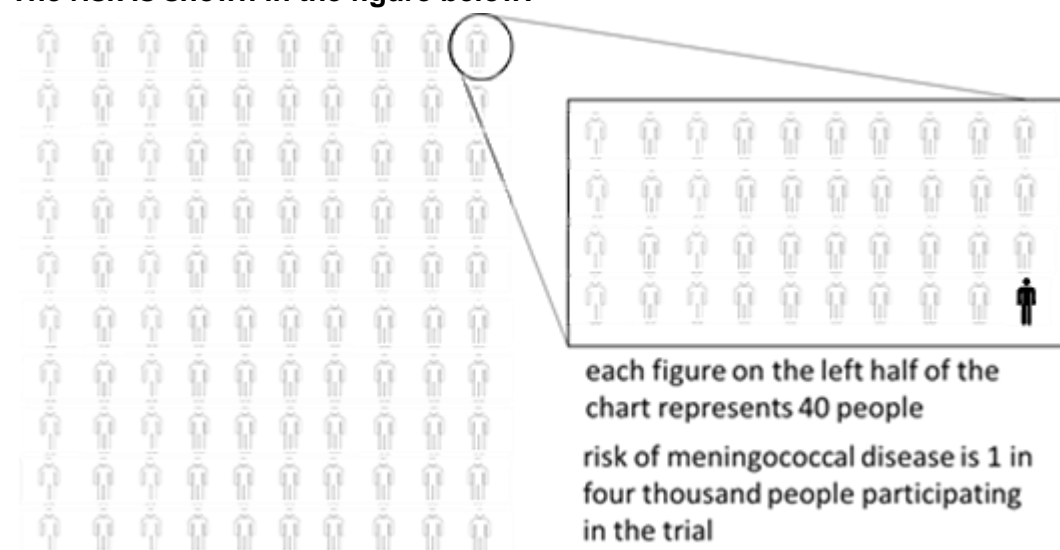 The risk is shown in the figure below.
each figure on the left half of the
chart represents 40 people
risk of meningococcal disease is 1 in
four thousand people participating
in the trial